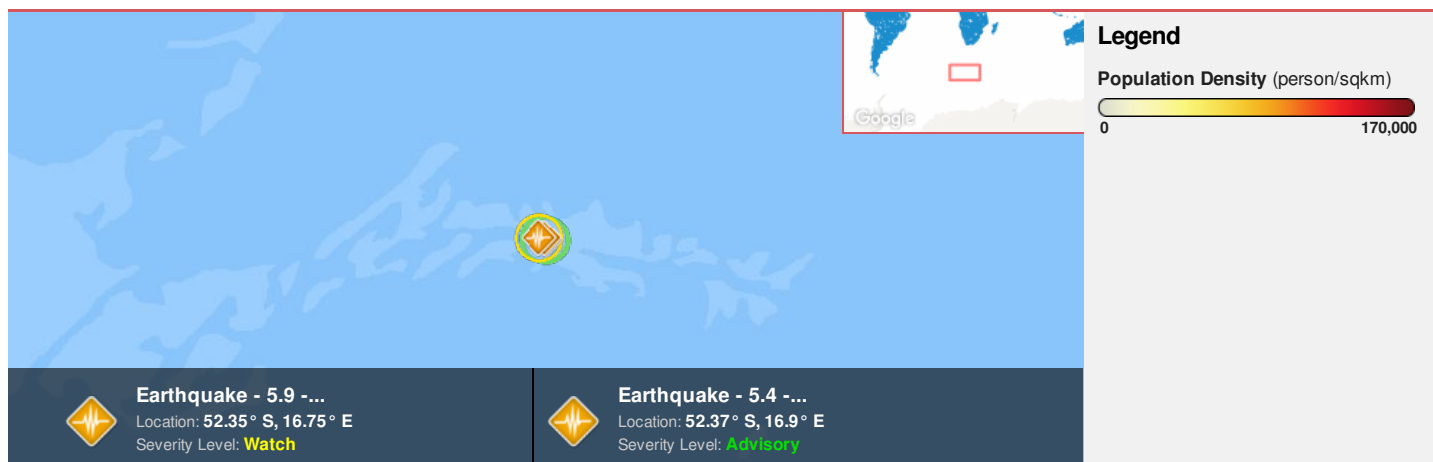 Google
Legend
Population Density (person/sqkm)
0 170,000
Earthquake - 5.9 -...
Location: 52.35° S, 16.75° E
Severity Level: Watch
Earthquake - 5.4 -...
Location: 52.37° S, 16.9° E
Severity Level: Advisory